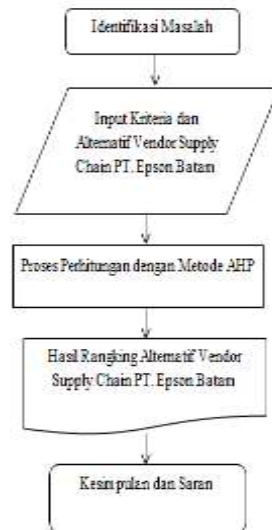 Identifikasi Masalah
Input Kriteria dan
Alternatif Vendor Supply
Chain PT. Epson Batam
Proses Perhitungan dengan Metode AHP
Hasil Rangking Alternatif Vendor
Supply Chain PT. Epson Batam
Kesimpulan dan Saran